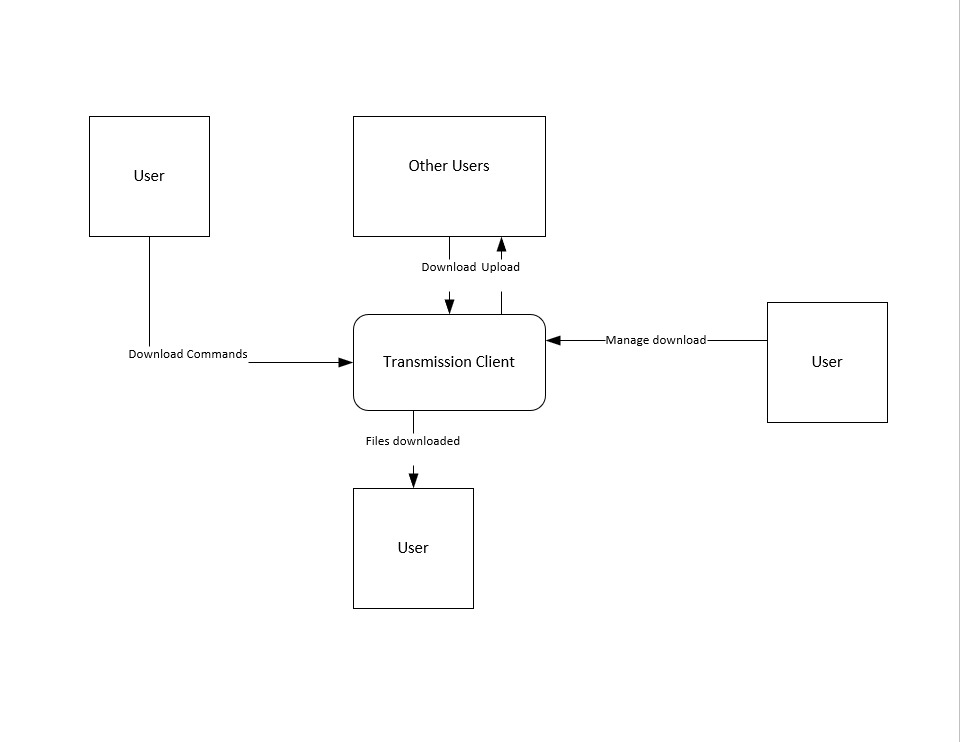 User
Other Users
Download Upload
Download Commands
Transmission Client
Manage download
User
Files downloaded
User